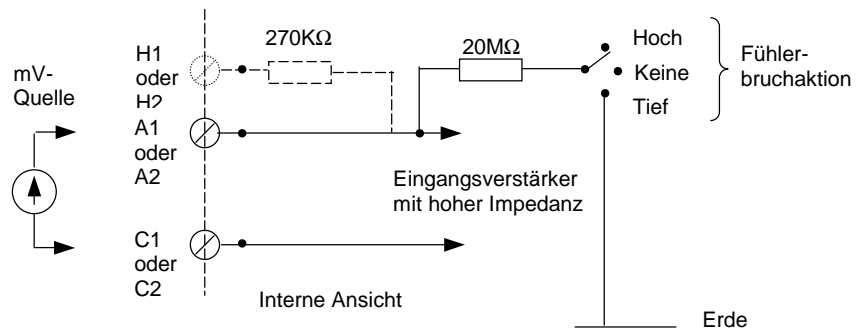 mV-
Quelle
H1
oder
H2
A1
oder
A2
C1
oder
C2
270KΩ
20MΩ
Hoch
Keine
Tief
Fühler-
bruchaktion
Eingangsverstärker
mit hoher Impedanz
Interne Ansicht
Erde